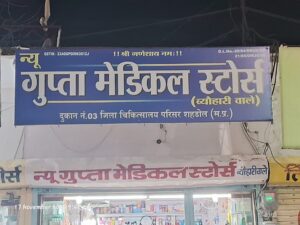 !! श्री गणेशाय नमः !!
न्यू
गुप्ता मेडिकल स्टोर्स
(ब्यौहारी वाले)
दुकान नं.03 जिला चिकित्सालय परिसर शहडोल (म.प्र.)
र्स न्यू गुप्ता मेडिकल स्टोर्स ब्यौहारी वाले